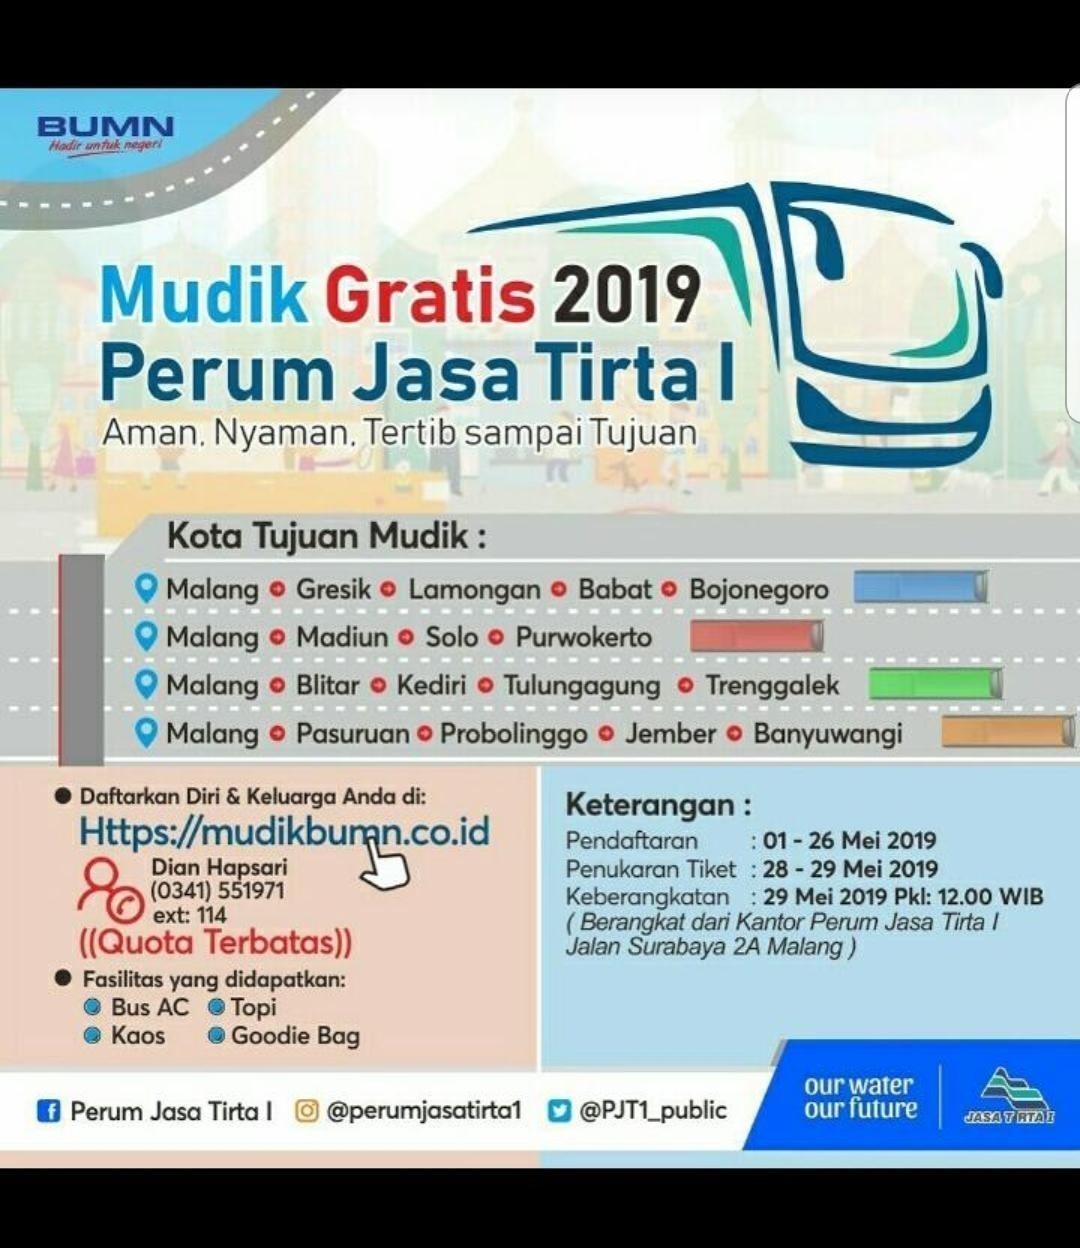 BUMN
Hadir untuk negeri
Mudik Gratis 2019
Perum Jasa Tirta I
Aman, Nyaman, Tertib sampai Tujuan
Kota Tujuan Mudik :
Malang Gresik Lamongan Babat Bojonegoro
Malang Madiun Solo Purwokerto
Malang Blitar Kediri Tulungagung Trenggalek
Malang Pasuruan Probolinggo Jember Banyuwangi
Daftarkan Diri & Keluarga Anda di:
Https://mudikbumn.co.id
Dian Hapsari
(0341) 551971
ext: 114
((Quota Terbatas))
Fasilitas yang didapatkan:
Bus AC Topi
Kaos Goodie Bag
Keterangan :
Pendaftaran : 01 - 26 Mei 2019
Penukaran Tiket : 28 - 29 Mei 2019
Keberangkatan : 29 Mei 2019 Pkl: 12.00 WIB
( Berangkat dari Kantor Perum Jasa Tirta I
Jalan Surabaya 2A Malang )
Perum Jasa Tirta I @perumjasatirta1 @PJT1_public
our water
our future
JASA TIRTA I